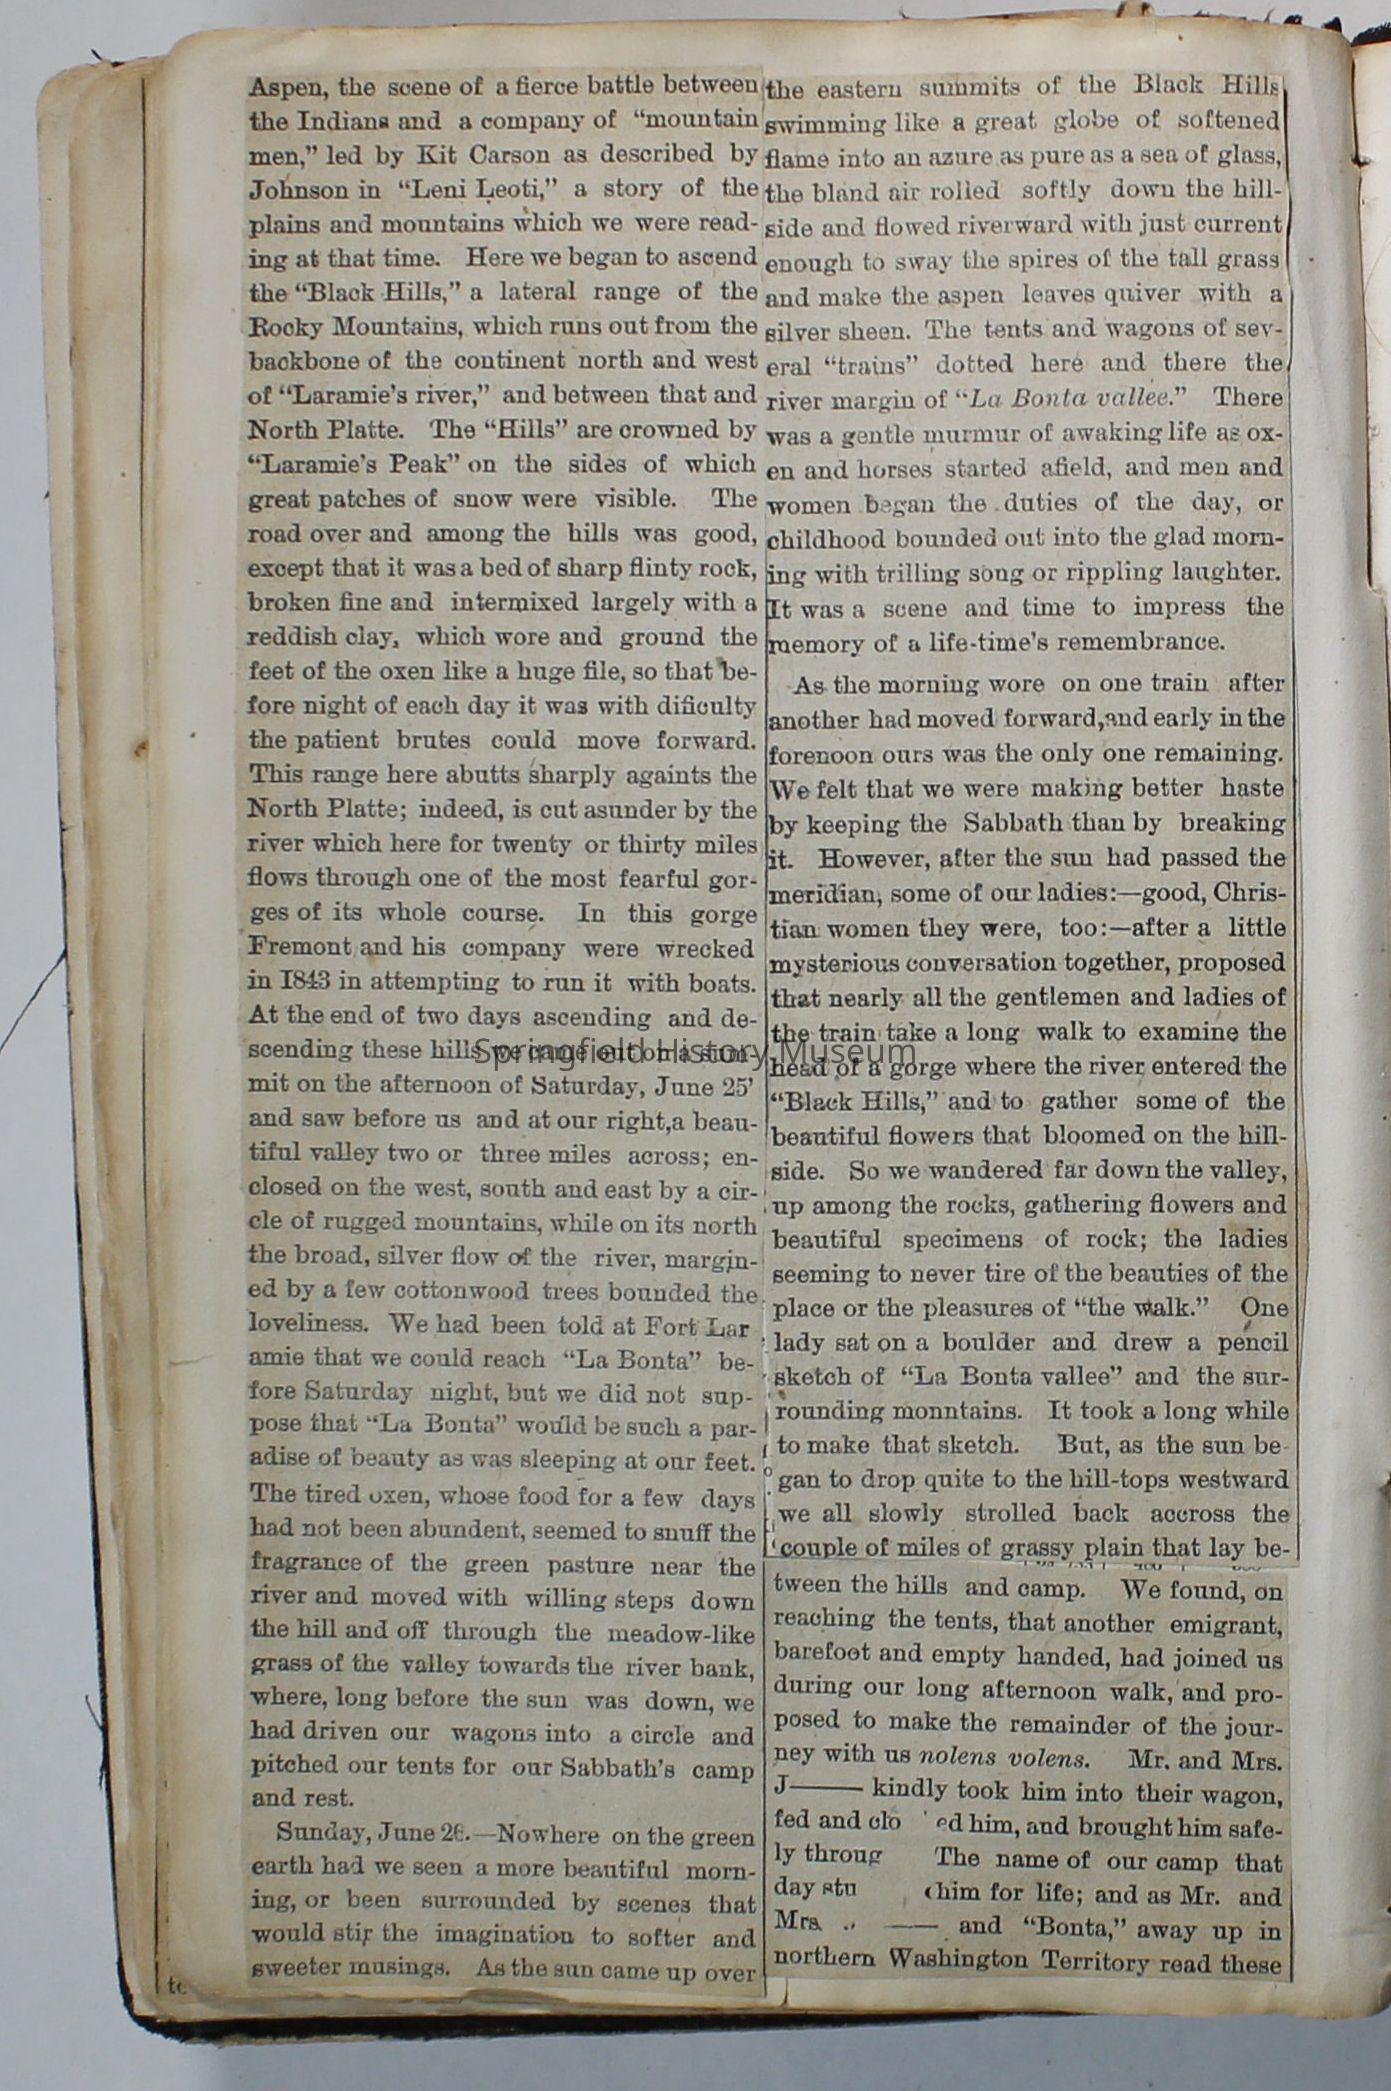 Aspen, the scene of a fierce battle between
the Indians and a company of “mountain
men,” led by Kit Carson as described by
Johnson in “Leni Leoti,” a story of the
plains and mountains which we were read-
ing at that time. Here we began to ascend
the “Black Hills,” a lateral range of the
Rocky Mountains, which runs out from the
backbone of the continent north and west
of “Laramie's river,” and between that and
North Platte. The “Hills” are crowned by
“Laramie's Peak” on the sides of which
great patches of snow were visible. The
road over and among the hills was good,
except that it was a bed of sharp flinty rock,
broken fine and intermixed largely with a
reddish clay, which wore and ground the
feet of the oxen like a huge file, so that be-
fore night of each day it was with dificulty
the patient brutes could move forward.
This range here abutts sharply againts the
North Platte; indeed, is cut asunder by the
river which here for twenty or thirty miles
flows through one of the most fearful gor-
ges of its whole course. In this gorge
Fremont and his company were wrecked
in 1843 in attempting to run it with boats.
At the end of two days ascending and de-
scending these hills we came out on a sum-
mit on the afternoon of Saturday, June 25'
and saw before us and at our right,a beau-
tiful valley two or three miles across; en-
closed on the west, south and east by a cir-
cle of rugged mountains, while on its north
the broad, silver flow of the river, margin-
ed by a few cottonwood trees bounded the
loveliness. We had been told at Fort Lar
amie that we could reach “La Bonta” be-
fore Saturday night, but we did not sup-
pose that “La Bonta” would be such a par-
adise of beauty as was sleeping at our feet.
The tired oxen, whose food for a few days
had not been abundent, seemed to snuff the
fragrance of the green pasture near the
river and moved with willing steps down
the hill and off through the meadow-like
grass of the valley towards the river bank,
where, long before the sun was down, we
had driven our wagons into a circle and
pitched our tents for our Sabbath's camp
and rest.
Sunday, June 26.—Nowhere on the green
earth had we seen a more beautiful morn-
ing, or been surrounded by scenes that
would stir the imagination to softer and
sweeter musings. As the sun came up over
the eastern summits of the Black Hills
swimming like a great globe of softened
flame into an azure as pure as a sea of glass,
the bland air rolled softly down the hill-
side and flowed riverward with just current
enough to sway the spires of the tall grass
and make the aspen leaves quiver with a
silver sheen. The tents and wagons of sev-
eral “trains” dotted here and there the
river margin of “La Bonta vallee.” There
was a gentle murmur of awaking life as ox-
en and horses started afield, and men and
women began the duties of the day, or
childhood bounded out into the glad morn-
ing with trilling song or rippling laughter.
It was a scene and time to impress the
memory of a life-time's remembrance.
As the morning wore on one train after
another had moved forward,and early in the
forenoon ours was the only one remaining.
We felt that we were making better haste
by keeping the Sabbath than by breaking
it. However, after the sun had passed the
meridian, some of our ladies:—good, Chris-
tian women they were, too:—after a little
mysterious conversation together, proposed
that nearly all the gentlemen and ladies of
the train take a long walk to examine the
head of a gorge where the river entered the
“Black Hills,” and to gather some of the
beautiful flowers that bloomed on the hill-
side. So we wandered far down the valley,
up among the rocks, gathering flowers and
beautiful specimens of rock; the ladies
seeming to never tire of the beauties of the
place or the pleasures of “the walk.” One
lady sat on a boulder and drew a pencil
sketch of “La Bonta vallee” and the sur-
rounding monntains. It took a long while
to make that sketch. But, as the sun be-
gan to drop quite to the hill-tops westward
we all slowly strolled back accross the
couple of miles of grassy plain that lay be-
tween the hills and camp. We found, on
reaching the tents, that another emigrant,
barefoot and empty handed, had joined us
during our long afternoon walk, and pro-
posed to make the remainder of the jour-
ney with us nolens volens. Mr. and Mrs.
J—— kindly took him into their wagon,
fed and clo ed him, and brought him safe-
ly throug The name of our camp that
day stu him for life; and as Mr. and
Mrs. —— and “Bonta,” away up in
northern Washington Territory read these
Springfield History Museum